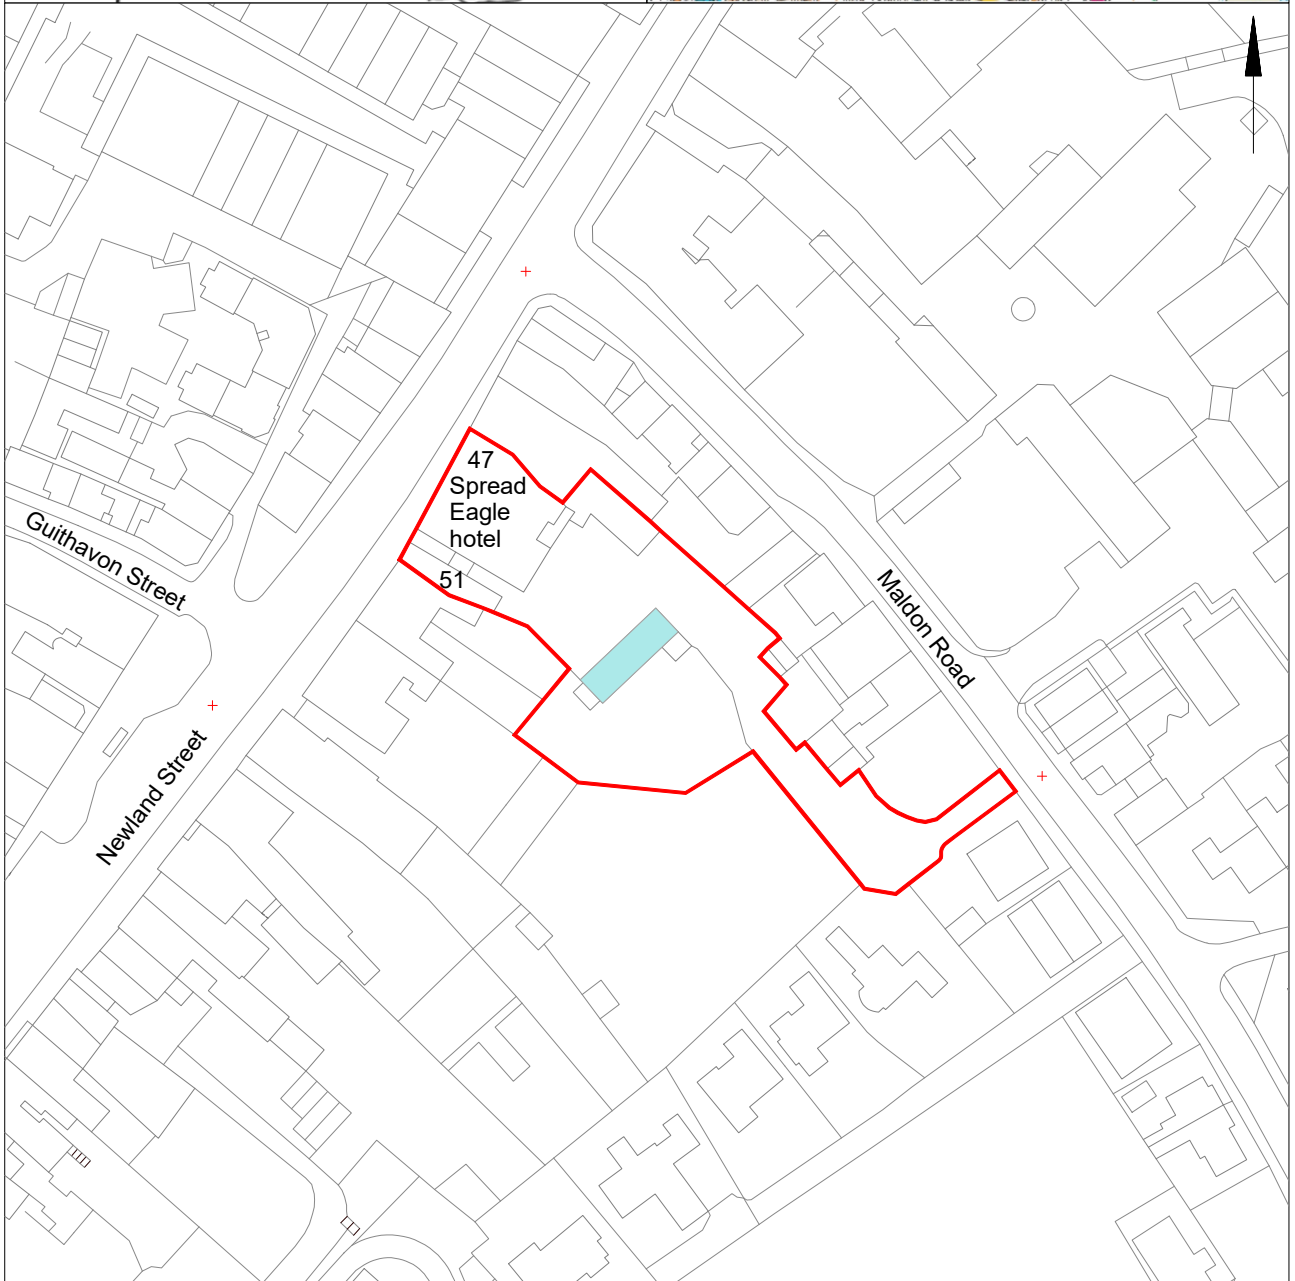 47
Spread
Eagle
hotel
51
Guithavon Street
Maldon Road
Newland Street